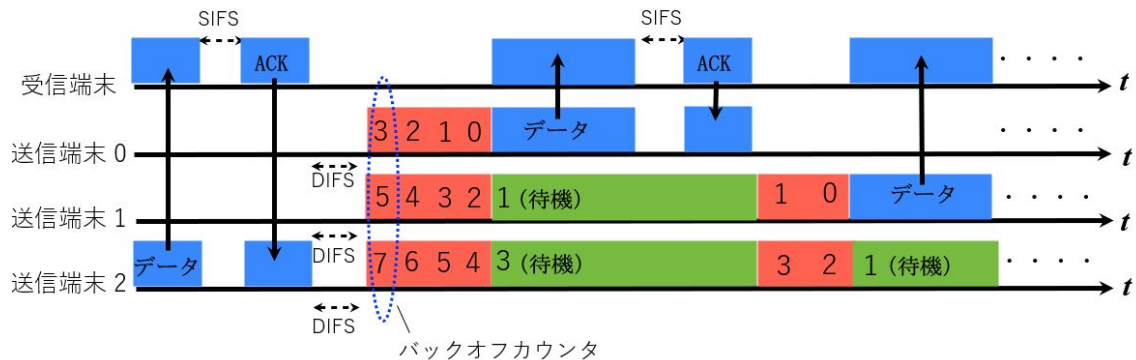 SIFS
SIFS
ACK
ACK
受信端末
t
3 2 1 0
データ
送信端末 0
t
DIFS
5 4 3 2
1 (待機)
1 0
データ
送信端末 1
t
DIFS
データ
7 6 5 4
3 (待機)
3 2
1 (待機)
送信端末 2
t
DIFS
バックオフカウンタ